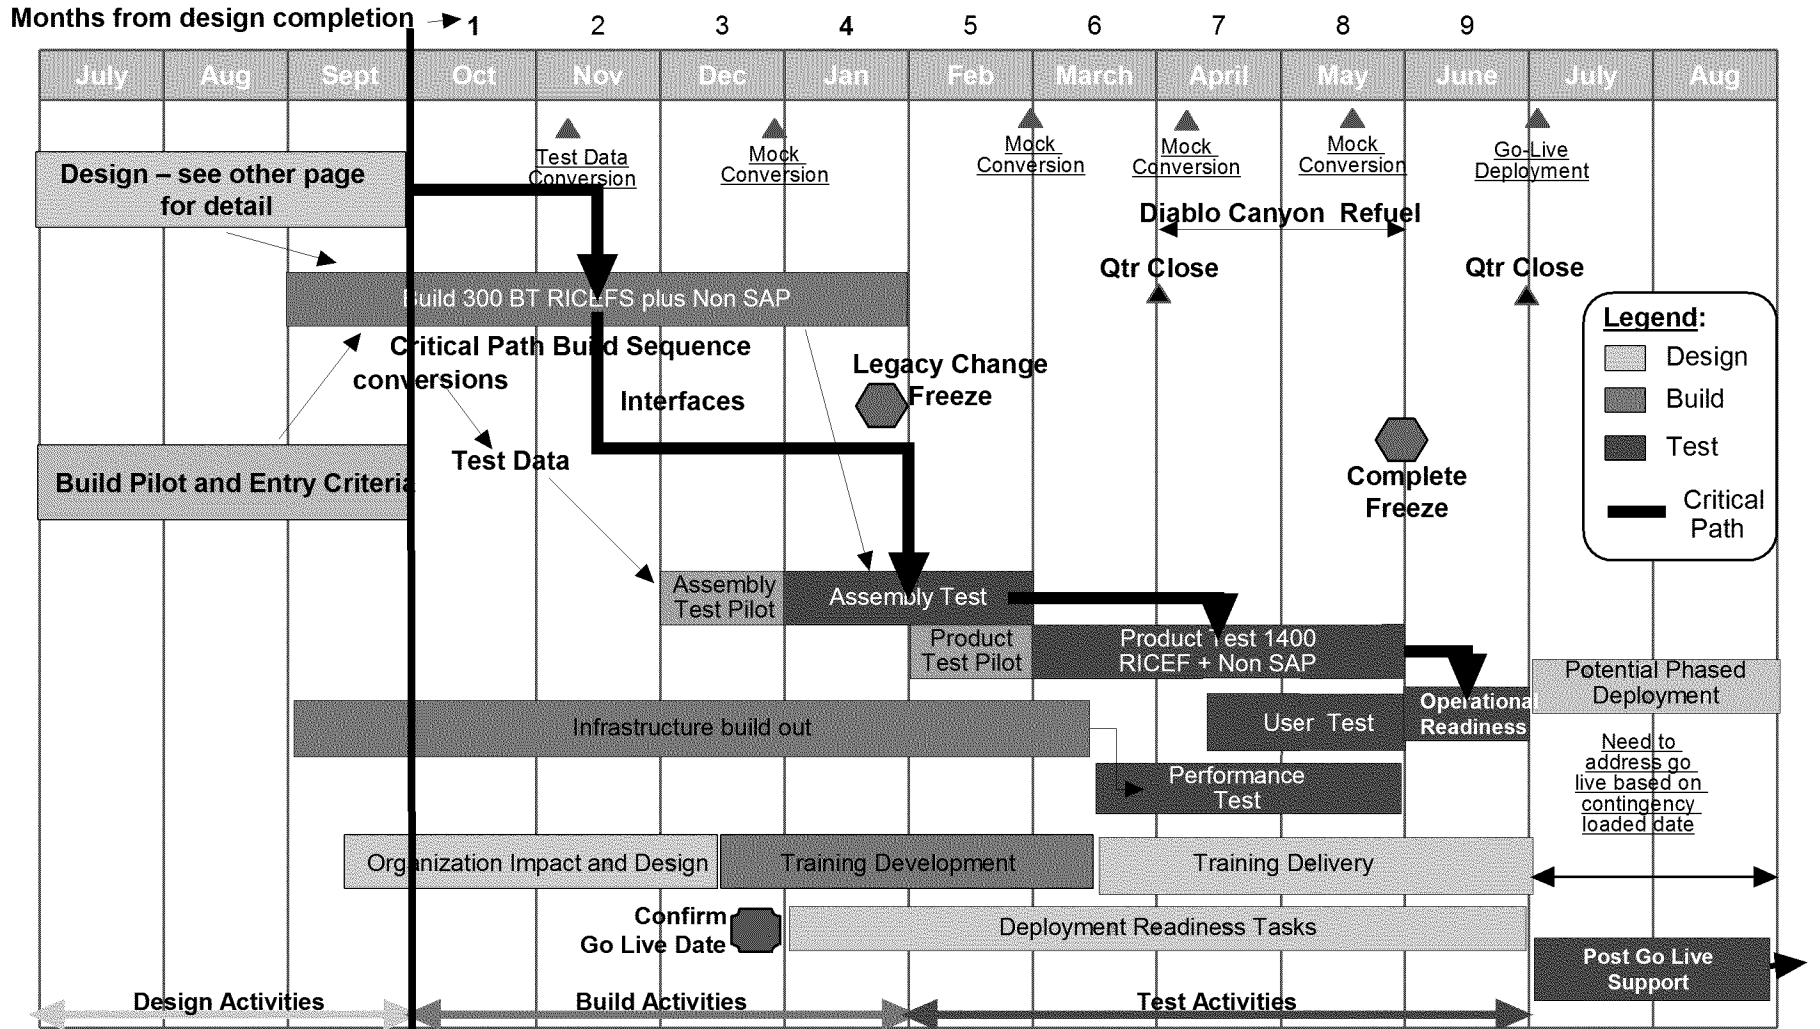 Months from design completion
1 2 3 4 5 6 7 8 9
July Aug Sept Oct Nov Dec Jan Feb March April May June July Aug
Test Data
Conversion
Mock
Conversion
Mock
Conversion
Mock
Conversion
Mock
Conversion
Go-Live
Deployment
Design – see other page
for detail
Diablo Canyon Refuel
Qtr Close
Qtr Close
Build 300 BT RICEFS plus Non SAP
Critical Path Build Sequence
conversions
Interfaces
Test Data
Legacy Change
Freeze
Build Pilot and Entry Criteria
Complete
Freeze
Legend:
Design
Build
Test
Critical
Path
Assembly
Test Pilot
Assembly Test
Product
Test Pilot
Product Test 1400
RICEF + Non SAP
Potential Phased
Deployment
Infrastructure build out
User Test
Operational
Readiness
Need to
address go
live based on
contingency
loaded date
Performance
Test
Organization Impact and Design
Training Development
Training Delivery
Confirm
Go Live Date
Deployment Readiness Tasks
Post Go Live
Support
Design Activities
Build Activities
Test Activities